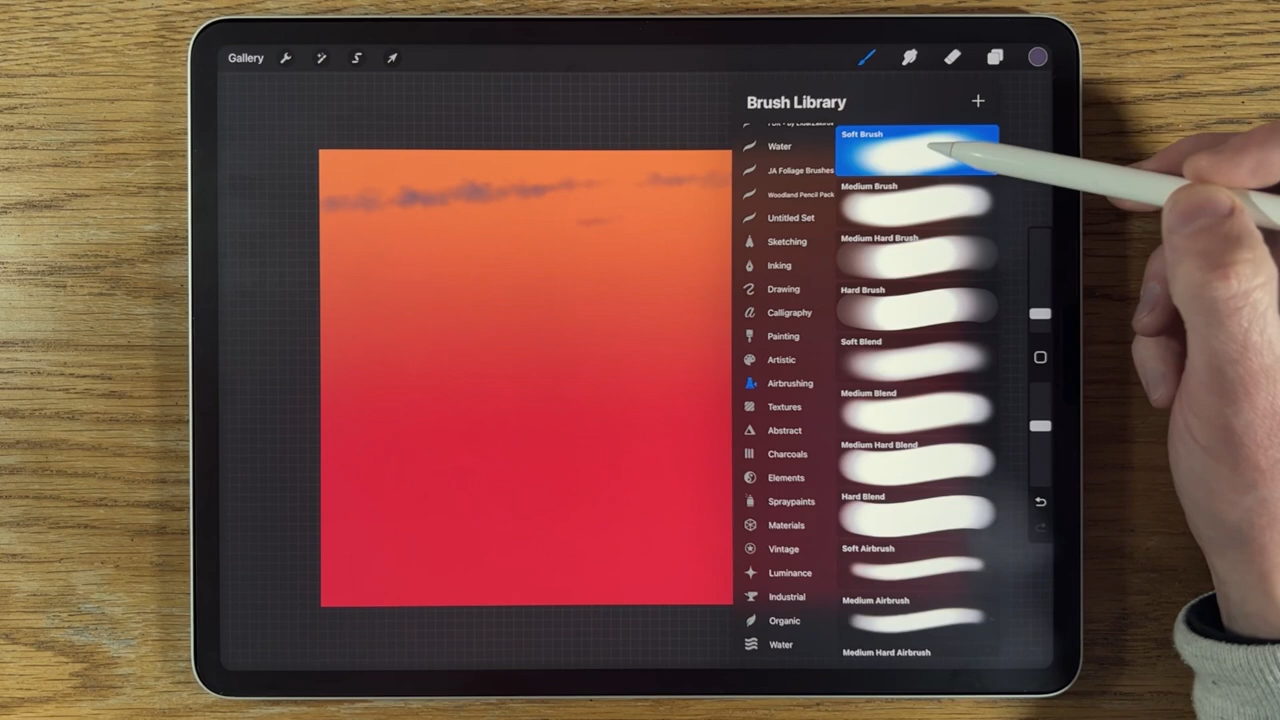 Gallery
Brush Library
Water
JA Foliage Brushes
Woodland Pencil Pack
Untitled Set
Sketching
Inking
Drawing
Calligraphy
Painting
Artistic
Airbrushing
Textures
Abstract
Charcoals
Elements
Spraypaints
Materials
Vintage
Luminance
Industrial
Organic
Water
Soft Brush
Medium Brush
Medium Hard Brush
Hard Brush
Soft Blend
Medium Blend
Medium Hard Blend
Hard Blend
Soft Airbrush
Medium Airbrush
Medium Hard Airbrush